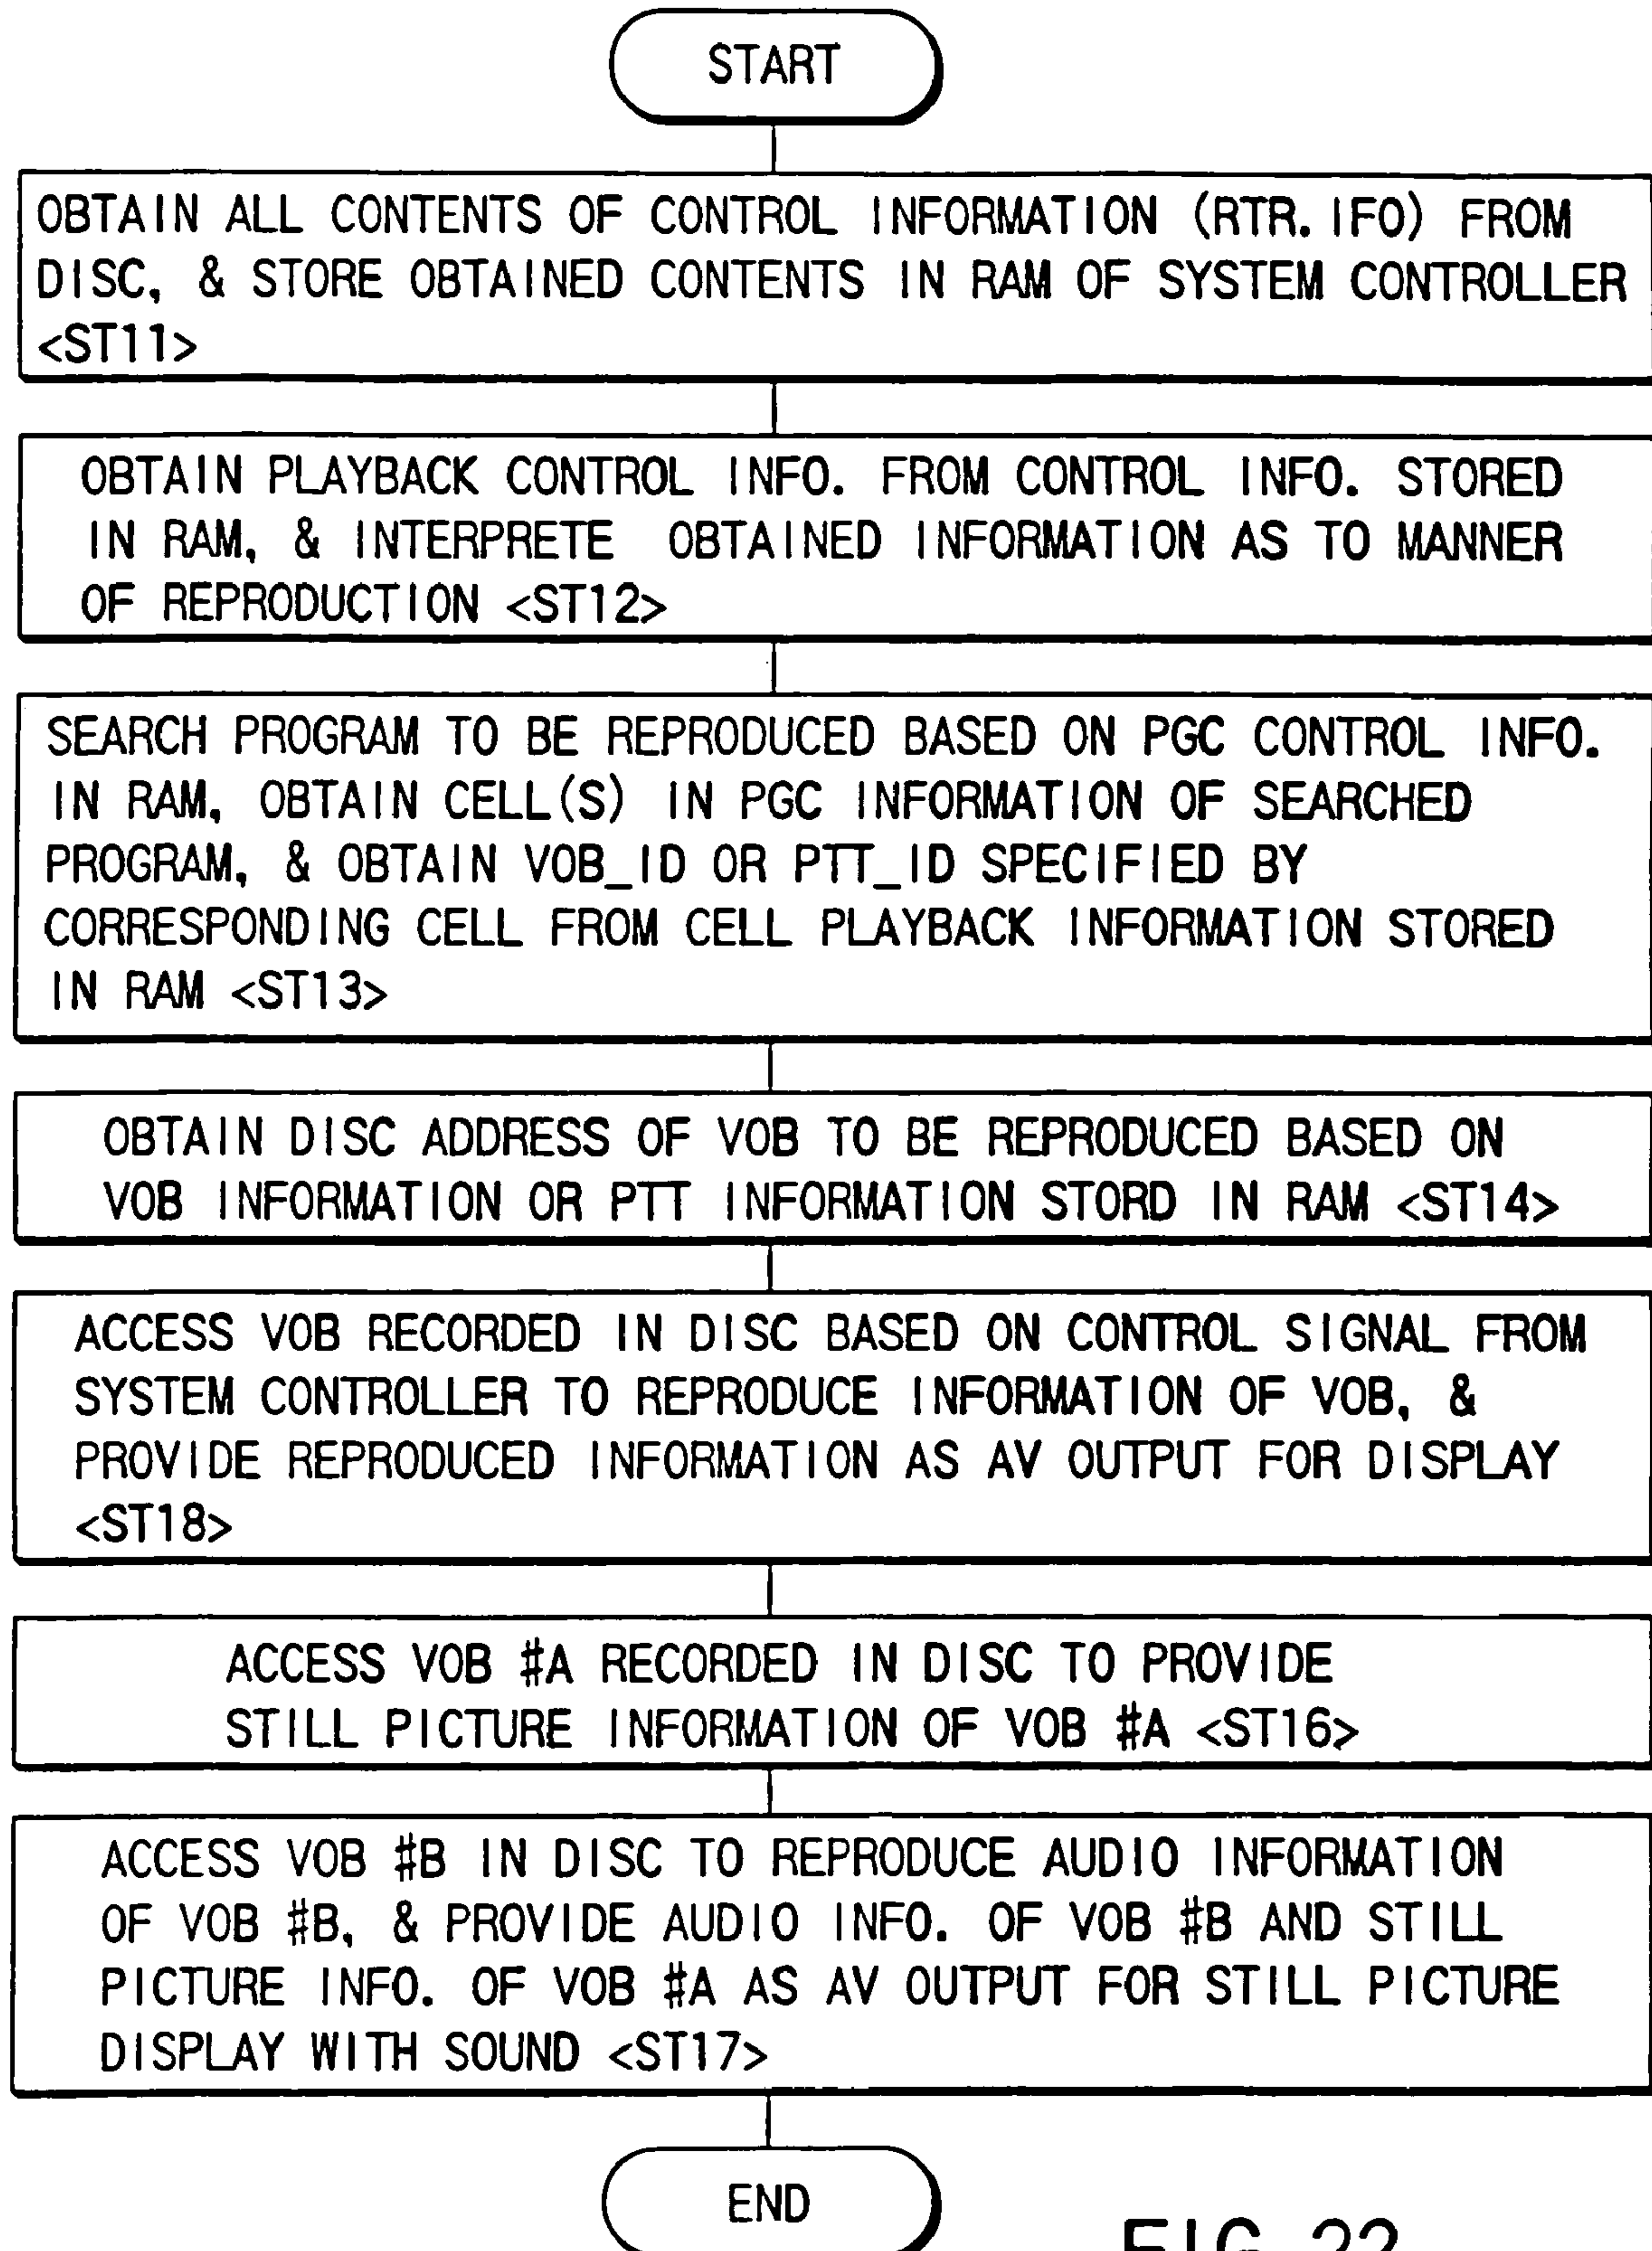 START
OBTAIN ALL CONTENTS OF CONTROL INFORMATION (RTR.IFO) FROM
DISC, & STORE OBTAINED CONTENTS IN RAM OF SYSTEM CONTROLLER
<ST11>
OBTAIN PLAYBACK CONTROL INFO. FROM CONTROL INFO. STORED
IN RAM, & INTERPRETE OBTAINED INFORMATION AS TO MANNER
OF REPRODUCTION <ST12>
SEARCH PROGRAM TO BE REPRODUCED BASED ON PGC CONTROL INFO.
IN RAM, OBTAIN CELL(S) IN PGC INFORMATION OF SEARCHED
PROGRAM, & OBTAIN VOB_ID OR PTT_ID SPECIFIED BY
CORRESPONDING CELL FROM CELL PLAYBACK INFORMATION STORED
IN RAM <ST13>
OBTAIN DISC ADDRESS OF VOB TO BE REPRODUCED BASED ON
VOB INFORMATION OR PTT INFORMATION STORD IN RAM <ST14>
ACCESS VOB RECORDED IN DISC BASED ON CONTROL SIGNAL FROM
SYSTEM CONTROLLER TO REPRODUCE INFORMATION OF VOB, &
PROVIDE REPRODUCED INFORMATION AS AV OUTPUT FOR DISPLAY
<ST18>
ACCESS VOB #A RECORDED IN DISC TO PROVIDE
STILL PICTURE INFORMATION OF VOB #A <ST16>
ACCESS VOB #B IN DISC TO REPRODUCE AUDIO INFORMATION
OF VOB #B, & PROVIDE AUDIO INFO. OF VOB #B AND STILL
PICTURE INFO. OF VOB #A AS AV OUTPUT FOR STILL PICTURE
DISPLAY WITH SOUND <ST17>
END
FIG. 22